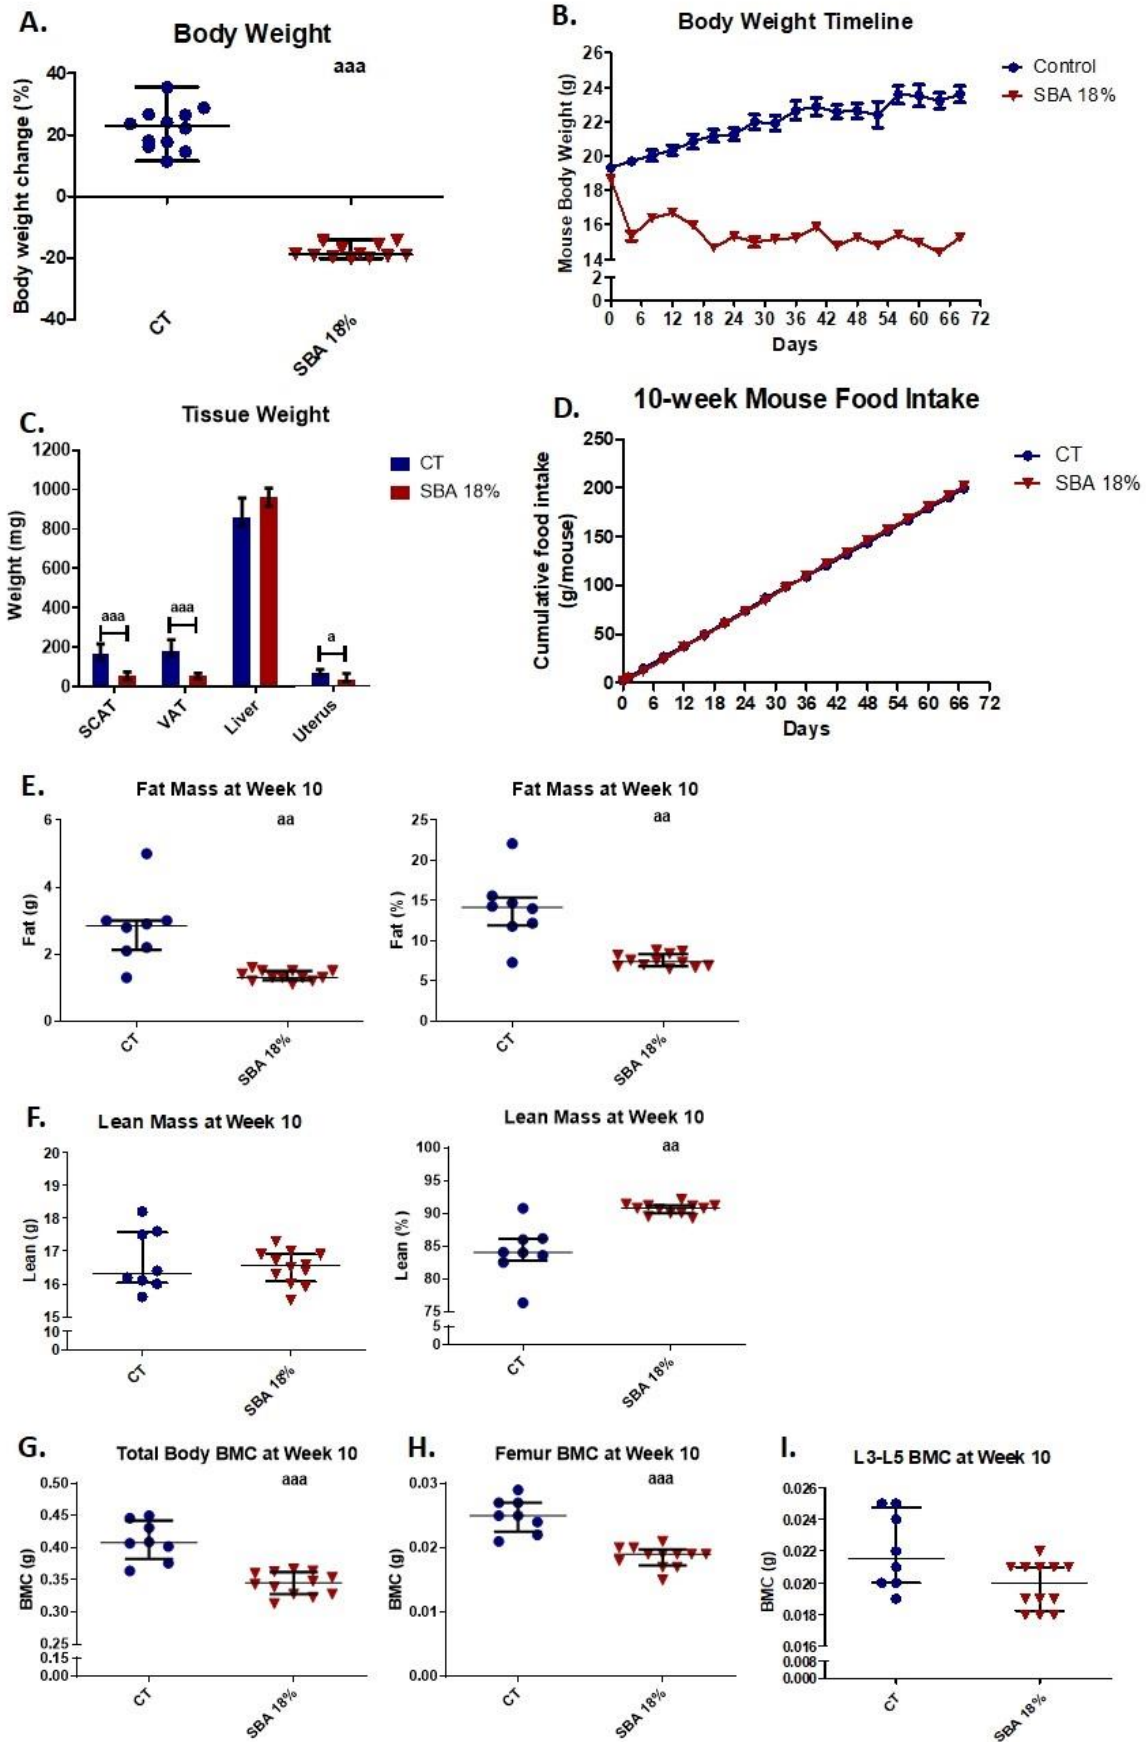 A.
Body Weight
aaa
Body weight change (%)
40
20
0
-20
-40
CT
SBA 18%
B.
Body Weight Timeline
Mouse Body Weight (g)
26
24
22
20
18
16
14
2
0
0 6 12 18 24 30 36 42 48 54 60 66 72
Days
Control
SBA 18%
C.
Tissue Weight
Weight (mg)
1200
1000
800
600
400
200
0
aaa
aaa
a
SCAT
VAT
Liver
Uterus
CT
SBA 18%
D.
10-week Mouse Food Intake
Cumulative food intake
(g/mouse)
250
200
150
100
50
0
0 6 12 18 24 30 36 42 48 54 60 66 72
Days
CT
SBA 18%
E.
Fat Mass at Week 10
aa
Fat (g)
6
4
2
0
CT
SBA 18%
Fat Mass at Week 10
aa
Fat (%)
25
20
15
10
5
0
CT
SBA 18%
F.
Lean Mass at Week 10
Lean (g)
20
19
18
17
16
15
10
0
CT
SBA 18%
Lean Mass at Week 10
aa
Lean (%)
100
95
90
85
80
75
5
0
CT
SBA 18%
G.
Total Body BMC at Week 10
aaa
BMC (g)
0.50
0.45
0.40
0.35
0.30
0.25
0.15
0.00
CT
SBA 18%
H.
Femur BMC at Week 10
aaa
BMC (g)
0.03
0.02
0.01
0.00
CT
SBA 18%
I.
L3-L5 BMC at Week 10
BMC (g)
0.026
0.024
0.022
0.020
0.018
0.016
0.008
0.000
CT
SBA 18%